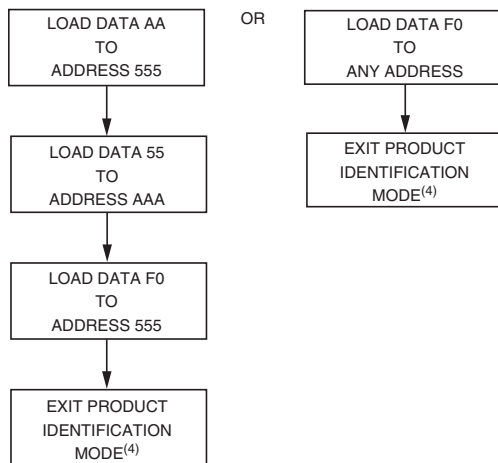 LOAD DATA AA
TO
ADDRESS 555
LOAD DATA 55
TO
ADDRESS AAA
LOAD DATA F0
TO
ADDRESS 555
EXIT PRODUCT
IDENTIFICATION
MODE(4)
OR
LOAD DATA F0
TO
ANY ADDRESS
EXIT PRODUCT
IDENTIFICATION
MODE(4)